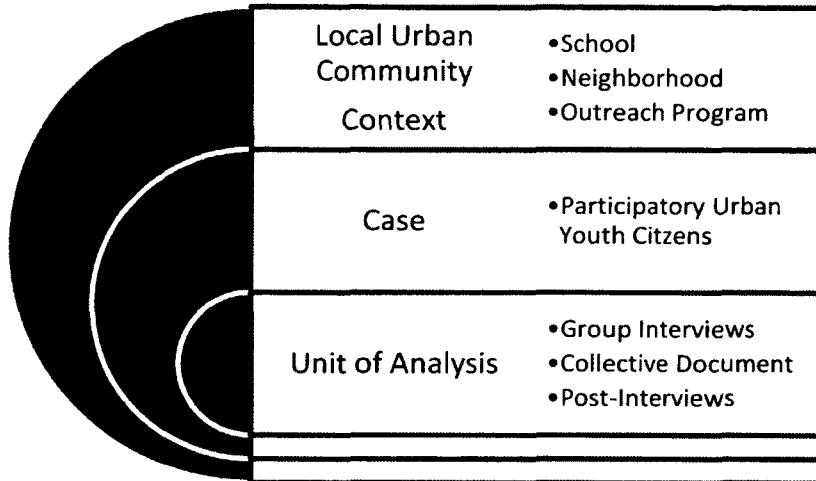 Local Urban
Community
Context
•School
•Neighborhood
•Outreach Program
Case
•Participatory Urban
Youth Citzens
Unit of Analysis
•Group Interviews
•Collective Document
•Post-Interviews